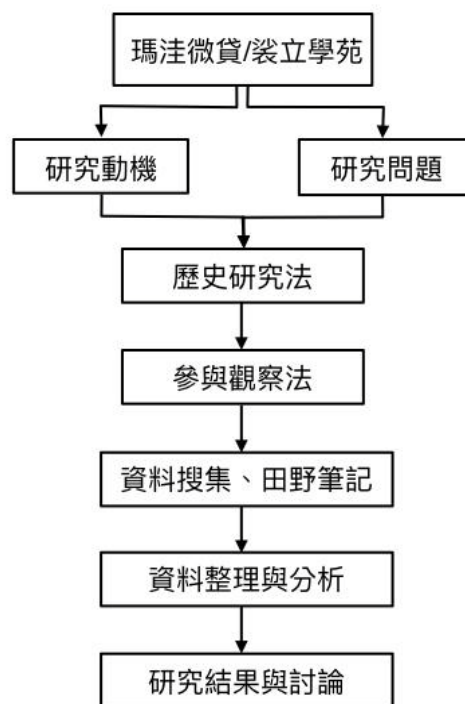 瑪洼微貸/裳立學苑
研究動機
研究問題
歷史研究法
參與觀察法
資料搜集、田野筆記
資料整理與分析
研究結果與討論